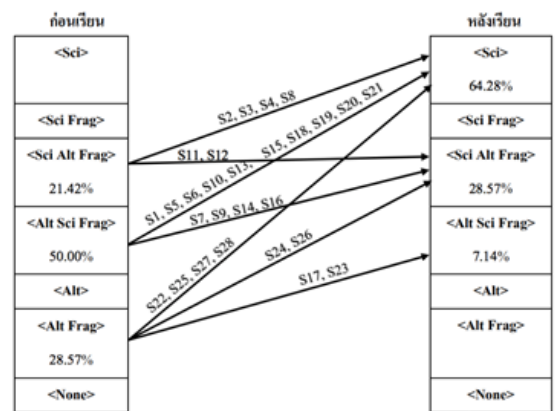 ก่อนเรียน
<Sci>
<Sci Frag>
<Sci Alt Frag>
21.42%
<Alt Sci Frag>
50.00%
<Alt>
<Alt Frag>
28.57%
<None>
S2, S3, S4, S8
S11, S12
S1, S5, S6, S10, S13, S15, S18, S19, S20, S21
S7, S9, S14, S16
S22, S25, S27, S28
S24, S26
S17, S23
หลังเรียน
<Sci>
64.28%
<Sci Frag>
<Sci Alt Frag>
28.57%
<Alt Sci Frag>
7.14%
<Alt>
<Alt Frag>
<None>